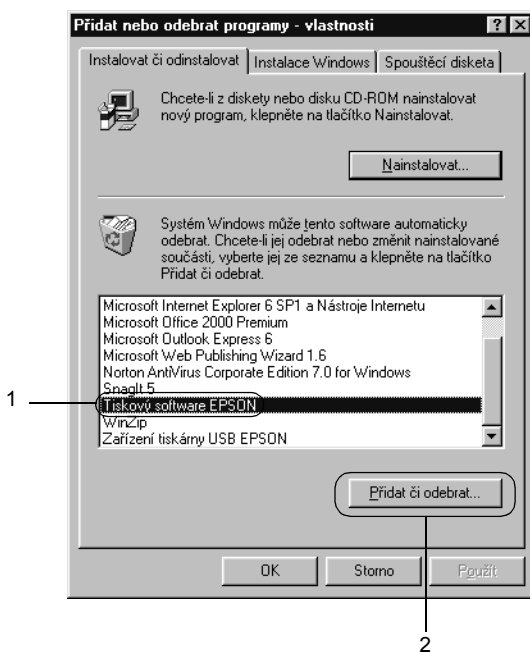 Přidat nebo odebrat programy - vlastnosti
Instalovat či odinstalovat
Instalace Windows
Spouštěcí disketa
Chcete-li z diskety nebo disku CD-ROM nainstalovat
nový program, klepněte na tlačítko Nainstalovat.
Nainstalovat...
Systém Windows může tento software automaticky
odebrat. Chcete-li jej odebrat nebo změnit nainstalované
součásti, vyberte jej ze seznamu a klepněte na tlačítko
Přidat či odebrat.
Microsoft Internet Explorer 6 SP1 a Nástroje Internetu
Microsoft Office 2000 Premium
Microsoft Outlook Express 6
Microsoft Web Publishing Wizard 1.6
Norton AntiVirus Corporate Edition 7.0 for Windows
SnagIt 5
1
Tiskový software EPSON
WinZip
Zařízení tiskárny USB EPSON
Přidat či odebrat...
OK
Storno
Použít
2